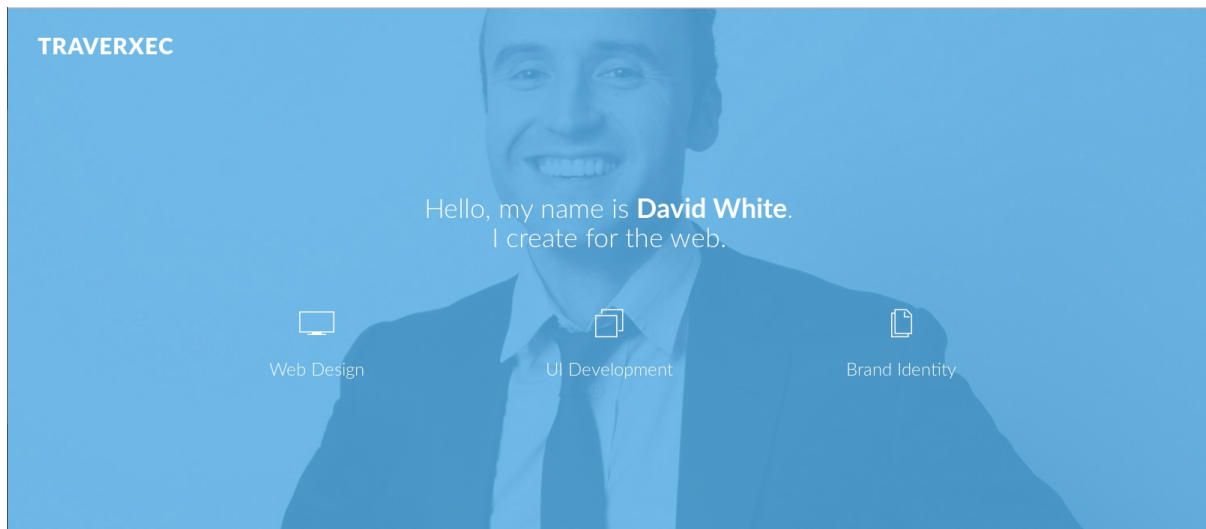 TRAVERXEC
Hello, my name is David White.
I create for the web.
Web Design
UI Development
Brand Identity